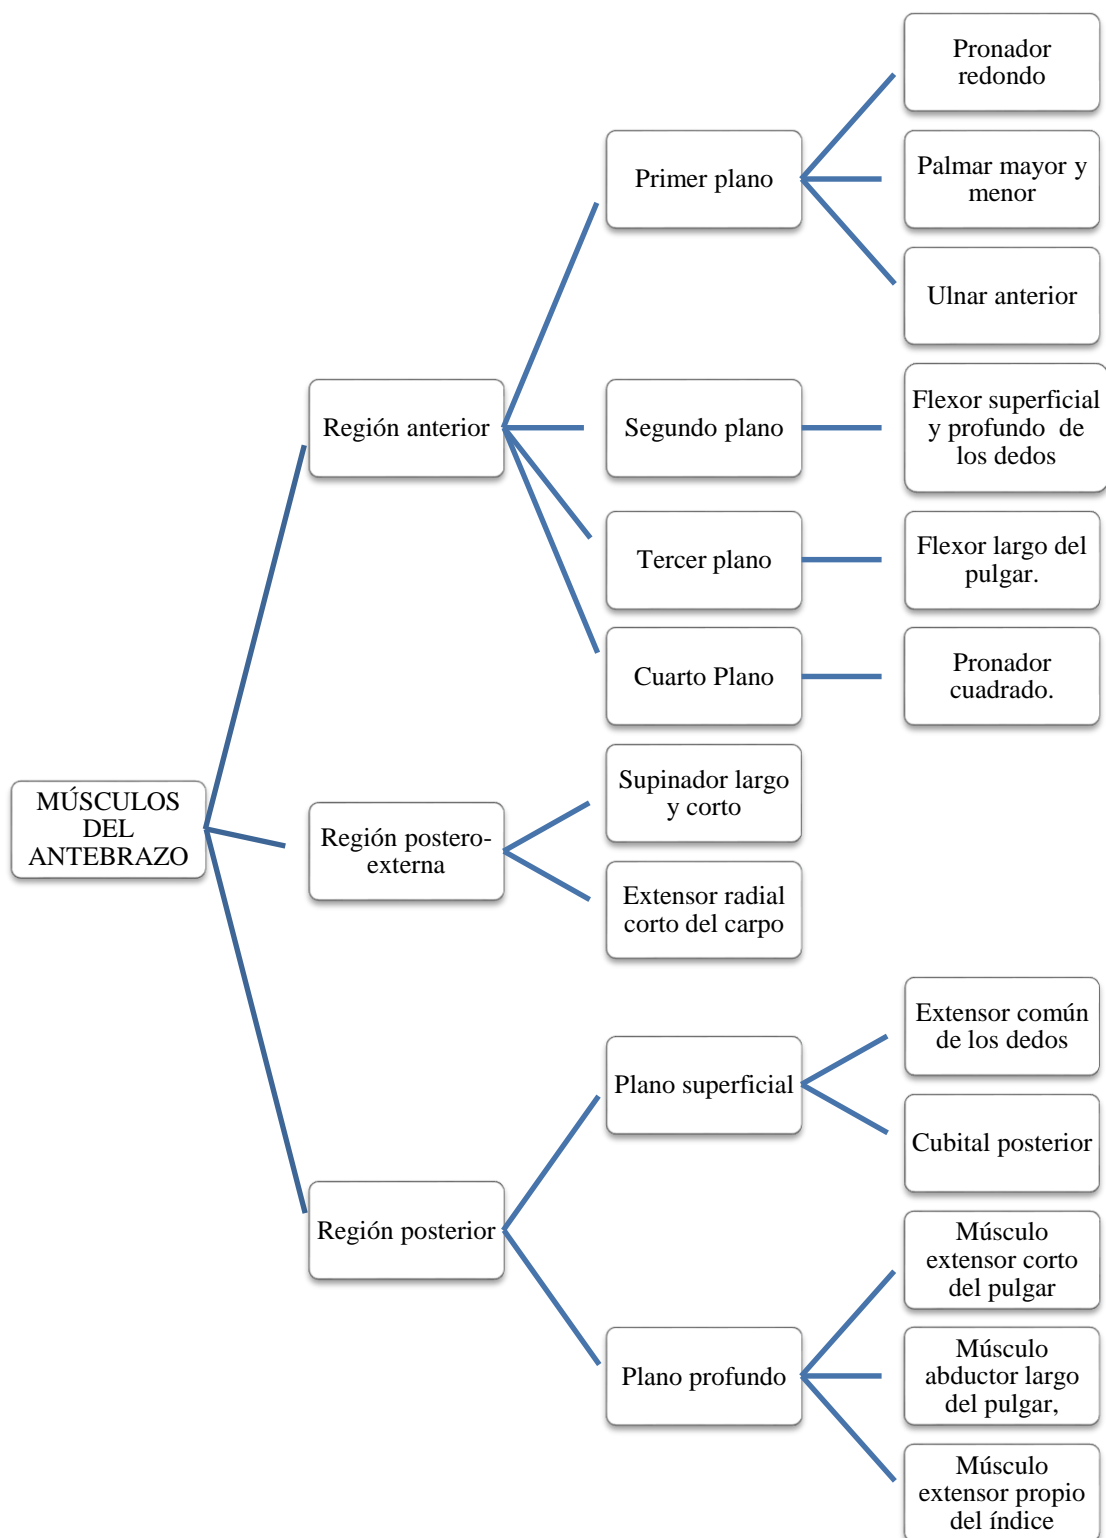 MÚSCULOS
DEL
ANTEBRAZO
Región anterior
Primer plano
Pronador
redondo
Palmar mayor y
menor
Ulnar anterior
Segundo plano
Flexor superficial
y profundo de
los dedos
Tercer plano
Flexor largo del
pulgar.
Cuarto Plano
Pronador
cuadrado.
Región postero-
externa
Supinador largo
y corto
Extensor radial
corto del carpo
Región posterior
Plano superficial
Extensor común
de los dedos
Cubital posterior
Plano profundo
Músculo
extensor corto
del pulgar
Músculo
abductor largo
del pulgar,
Músculo
extensor propio
del índice